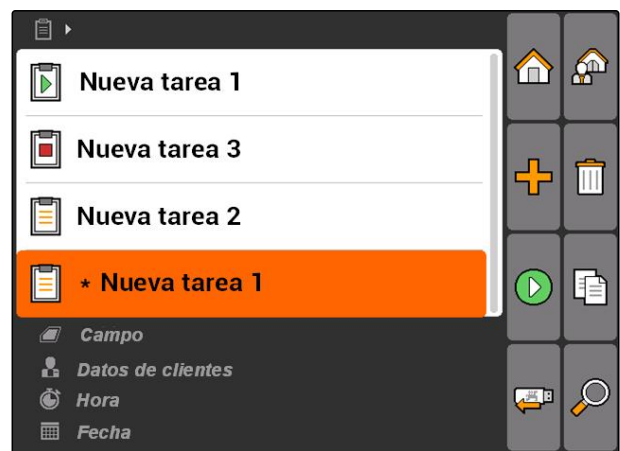 Nueva tarea 1
Nueva tarea 3
Nueva tarea 2
* Nueva tarea 1
Campo
Datos de clientes
Hora
Fecha